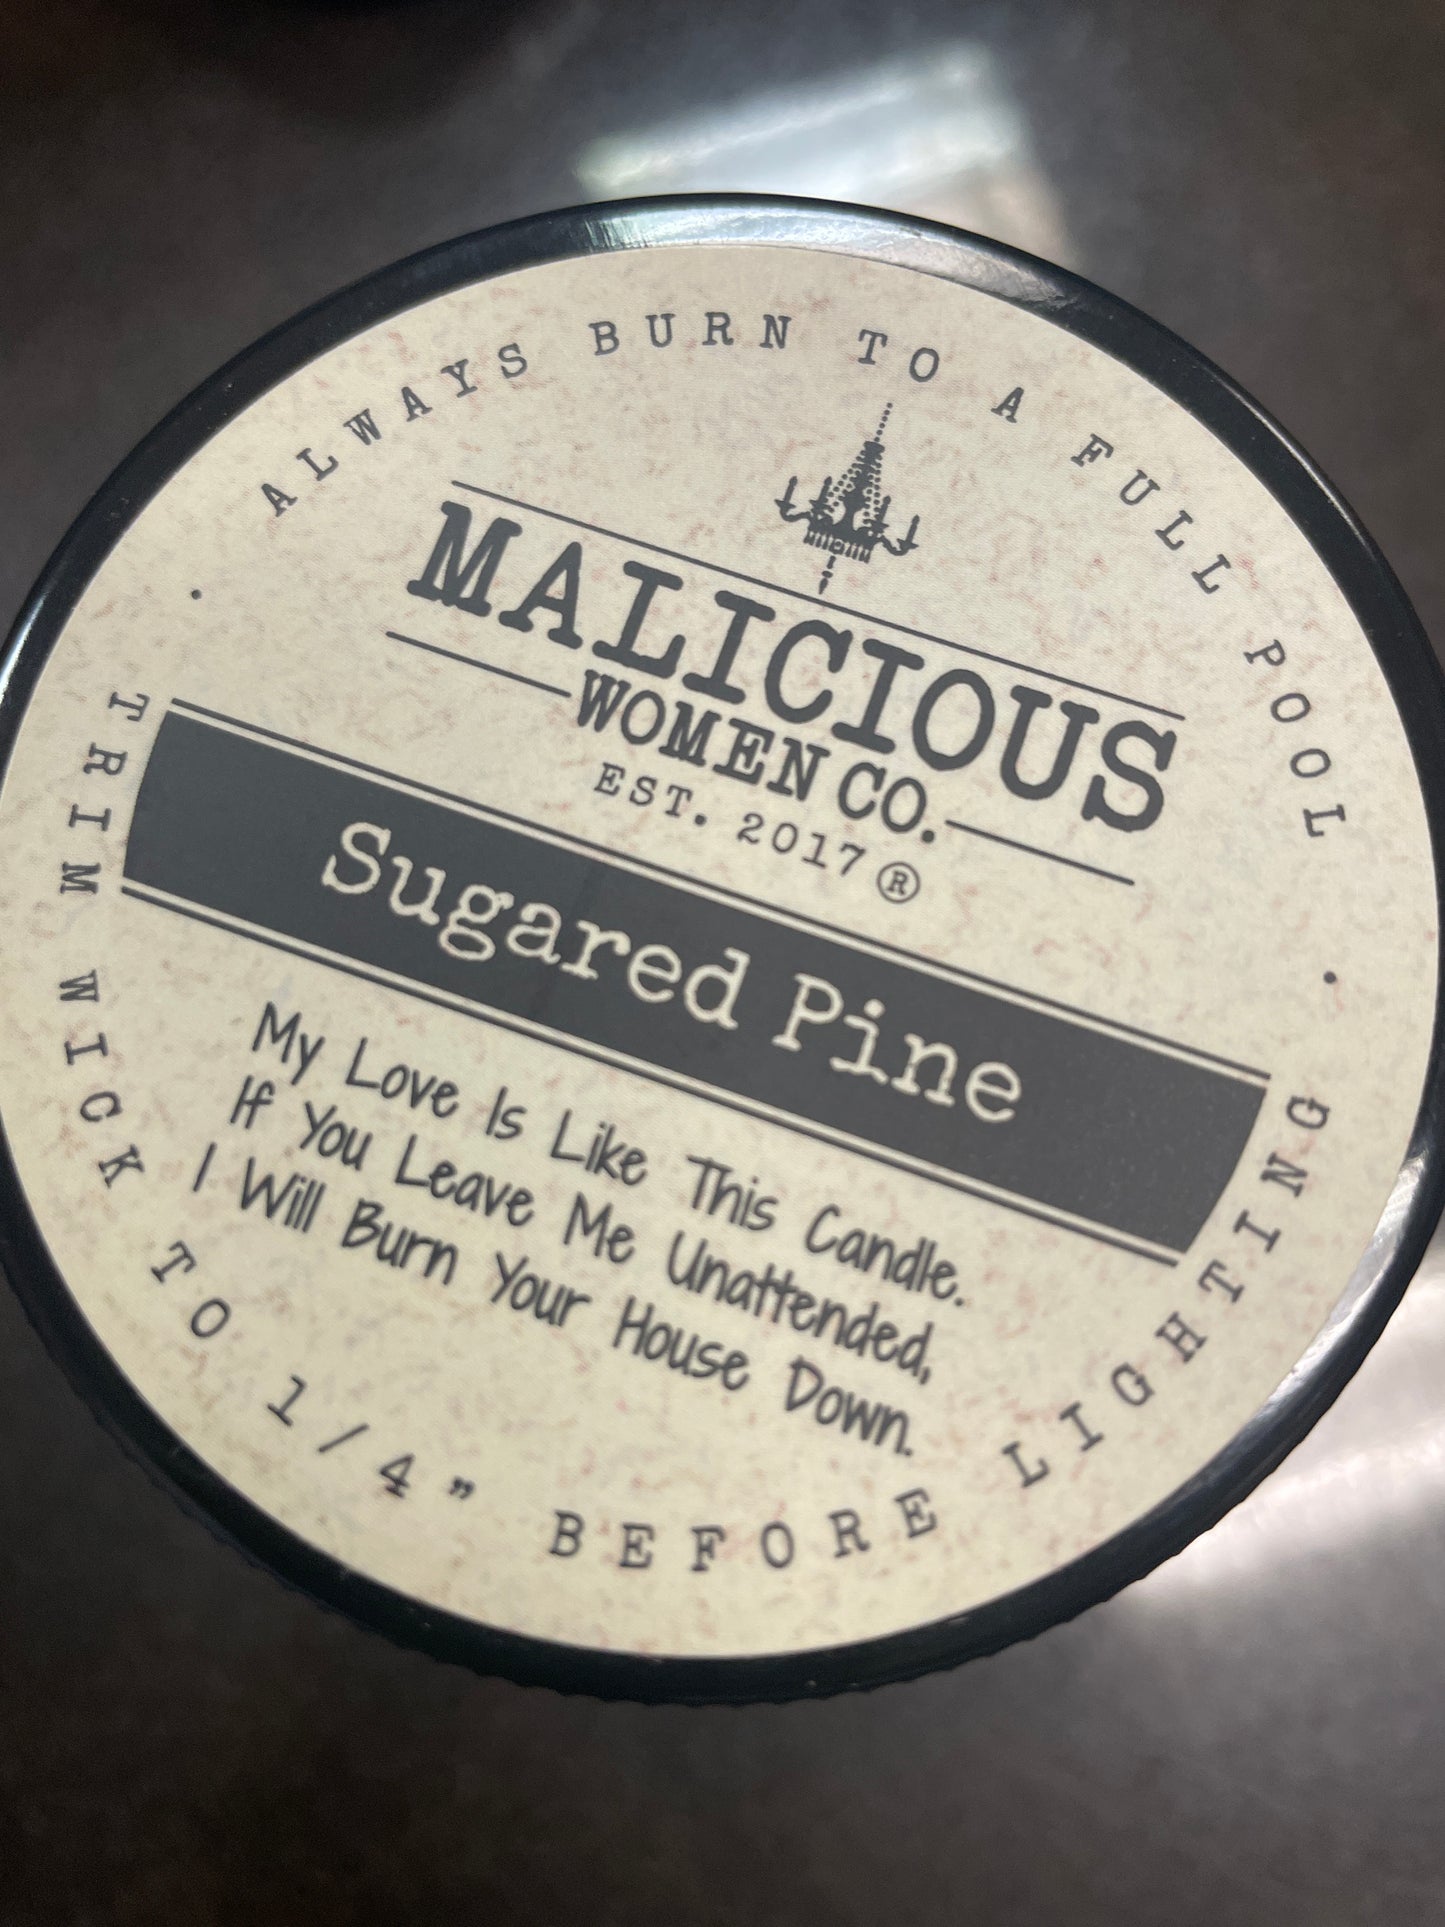 ALWAYS BURN TO A FULL POOL
MALICIOUS
WOMEN CO.
EST. 2017®
Sugared Pine
My Love Is Like This Candle.
If You Leave Me Unattended,
I Will Burn Your House Down.
TRIM WICK TO 1/4” BEFORE LIGHTING